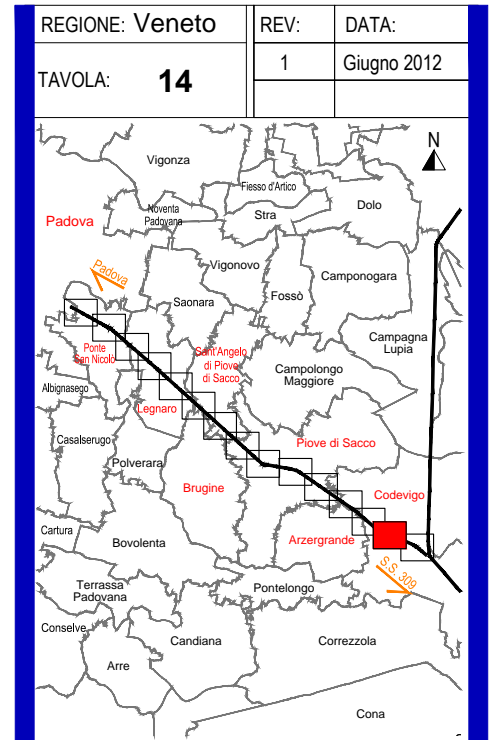 REGIONE: Veneto
REV:
DATA:
TAVOLA: 14
1
Giugno 2012
N
Vigonza
Fiesso d'Artico
Noventa
Padovana
Stra
Dolo
Padova
Padova
Vigonovo
Camponogara
Saonara
Fossò
Campagna
Lupia
Ponte
San Nicolò
Sant'Angelo
di Piove
di Sacco
Campolongo
Maggiore
Albignasego
Legnaro
Casalserugo
Piove di Sacco
Polverara
Brugine
Codevigo
Cartura
Bovolenta
Arzergrande
S.S. 309
Terrassa
Padovana
Pontelongo
Conselve
Candiana
Correzzola
Arre
Cona